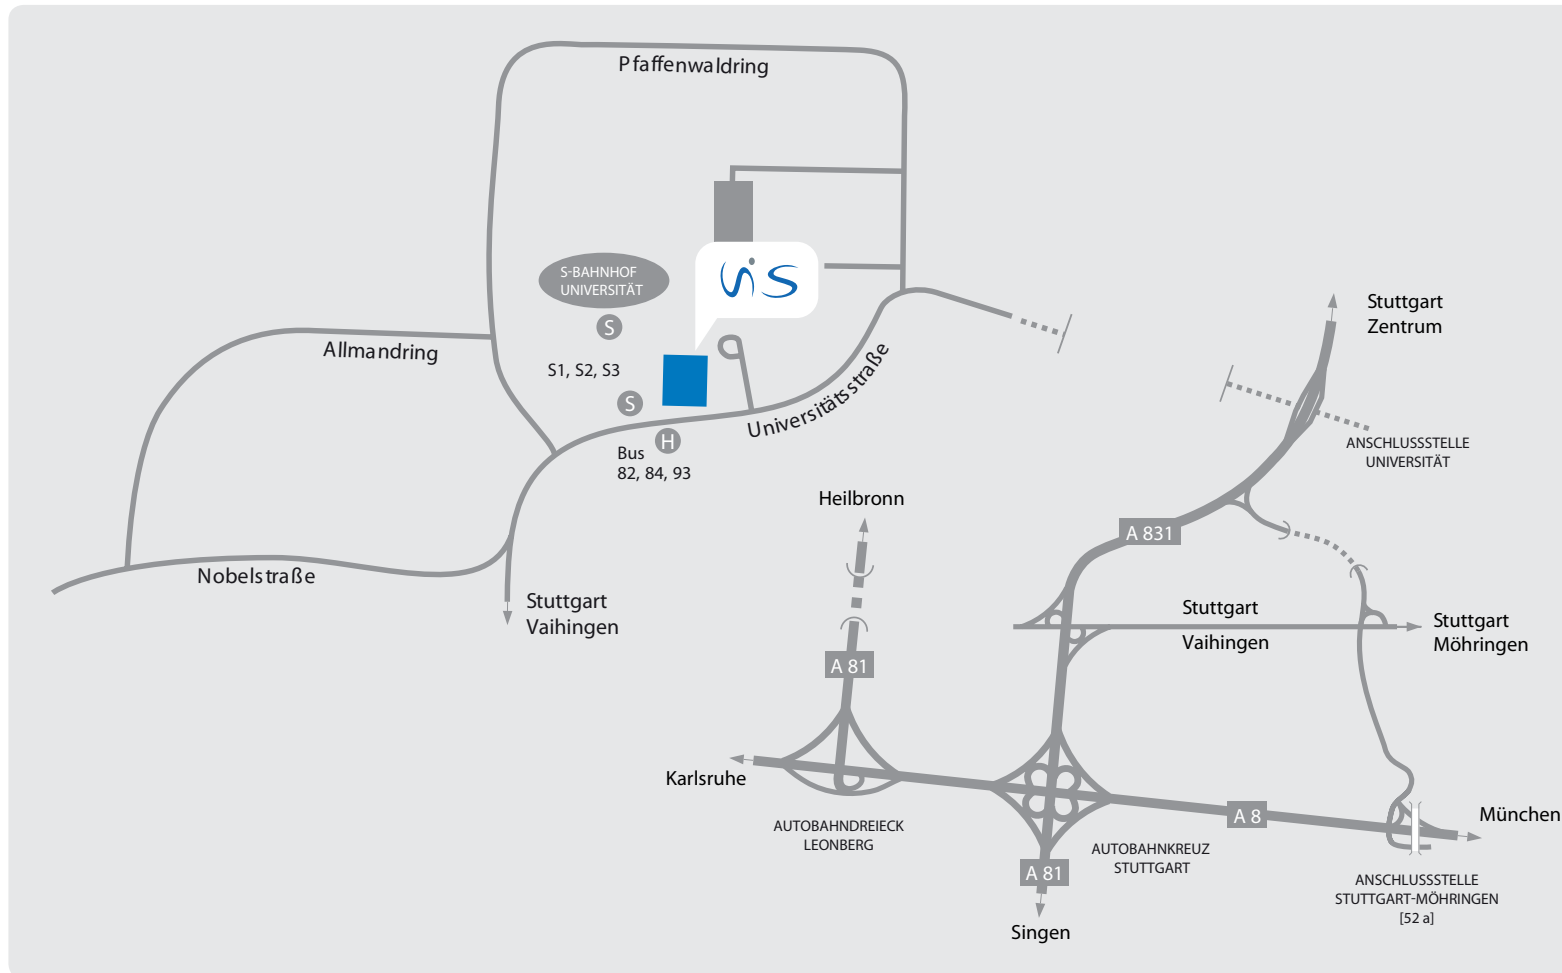 Pfaffenwaldring
S-BAHNHOF
UNIVERSITÄT
VIS
S
Allmandring
S1, S2, S3
S
Universitätsstraße
H
Bus
82, 84, 93
Nobelstraße
Stuttgart
Vaihingen
Stuttgart
Zentrum
ANSCHLUSSSTELLE
UNIVERSITÄT
Heilbronn
A 831
Stuttgart
Vaihingen
Stuttgart
Möhringen
A 81
Karlsruhe
AUTOBAHNDREIECK
LEONBERG
A 8
München
AUTOBAHNKREUZ
STUTTGART
A 81
Singen
ANSCHLUSSSTELLE
STUTTGART-MÖHRINGEN
[52 a]